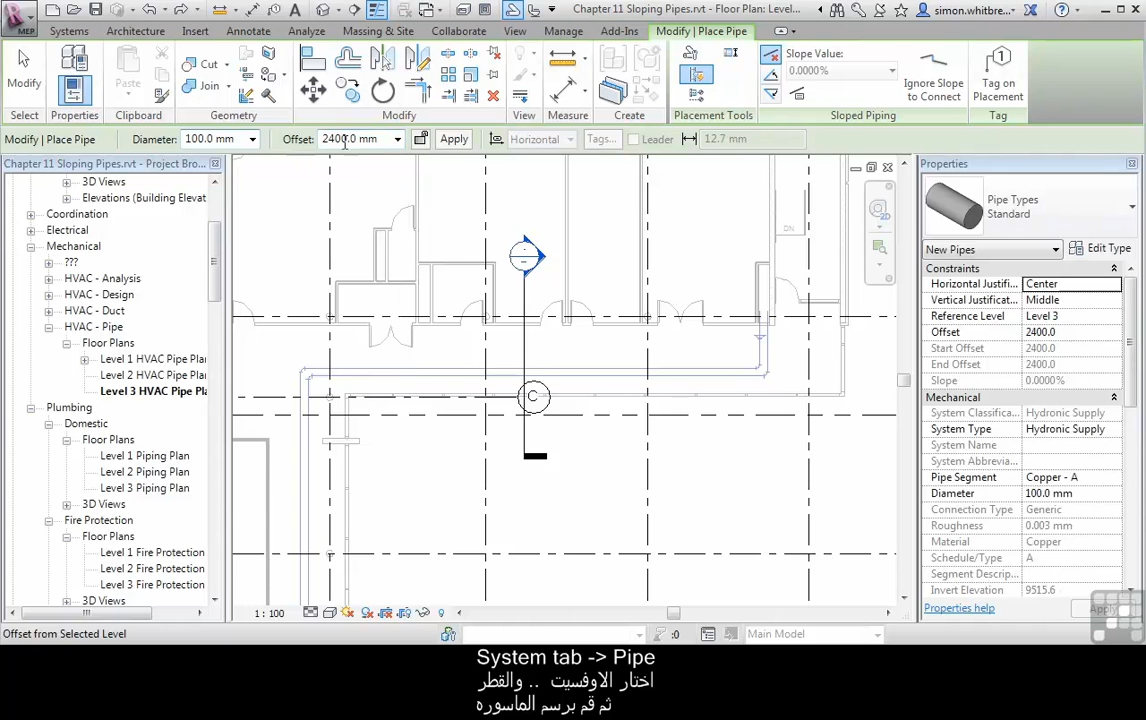 Chapter 11 Sloping Pipes.rvt - Floor Plan: Level...
simon.whitbre...
MEP
Systems Architecture Insert Annotate Analyze Massing & Site Collaborate View Manage Add-Ins Modify | Place Pipe
Modify
Paste
Cut
Join
Slope Value:
0.0000%
Ignore Slope
to Connect
Tag on
Placement
Select Properties Clipboard Geometry Modify View Measure Create Placement Tools Sloped Piping Tag
Modify | Place Pipe Diameter: 100.0 mm Offset: 2400.0 mm Apply Horizontal Tags... Leader 12.7 mm
Chapter 11 Sloping Pipes.rvt - Project Bro...
3D Views
Elevations (Building Elevat
Coordination
Electrical
Mechanical
???
HVAC - Analysis
HVAC - Design
HVAC - Duct
HVAC - Pipe
Floor Plans
Level 1 HVAC Pipe Plan
Level 2 HVAC Pipe Plan
Level 3 HVAC Pipe Pla
Plumbing
Domestic
Floor Plans
Level 1 Piping Plan
Level 2 Piping Plan
Level 3 Piping Plan
3D Views
Fire Protection
Floor Plans
Level 1 Fire Protection
Level 2 Fire Protection
Level 3 Fire Protection
3D Views
DN
C
1 : 100
Properties
Pipe Types
Standard
New Pipes Edit Type
Constraints
Horizontal Justifi... Center
Vertical Justificat... Middle
Reference Level Level 3
Offset 2400.0
Start Offset 2400.0
End Offset 2400.0
Slope 0.0000%
Mechanical
System Classifica... Hydronic Supply
System Type Hydronic Supply
System Name
System Abbrevia...
Pipe Segment Copper - A
Diameter 100.0 mm
Connection Type Generic
Roughness 0.003 mm
Material Copper
Schedule/Type A
Segment Descrip...
Invert Elevation 9515.6
Properties help Apply
Offset from Selected Level
:0
Main Model
System tab -> Pipe
اختار الاوفسيت .. والقطر
ثم قم برسم الماسوره